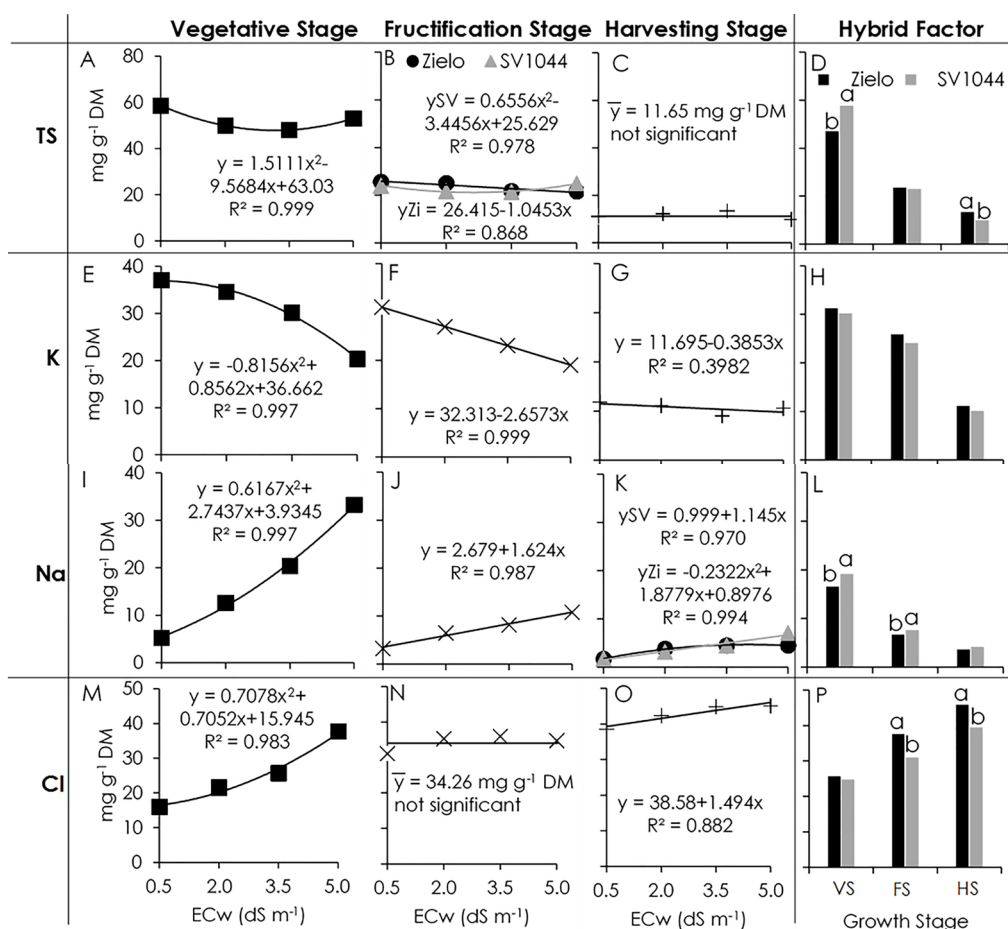 Vegetative Stage
Fructification Stage
Harvesting Stage
Hybrid Factor
TS
mg g⁻¹ DM
80
60
40
20
0
A
y = 1.5111x²-
9.5684x+63.03
R² = 0.999
B
Zielo
SV1044
ySV = 0.6556x²-
3.4456x+25.629
R² = 0.978
yZi = 26.415-1.0453x
R² = 0.868
C
y̅ = 11.65 mg g⁻¹ DM
not significant
D
Zielo
SV1044
b
a
a
b
K
mg g⁻¹ DM
40
30
20
10
0
E
y = -0.8156x²+
0.8562x+36.662
R² = 0.997
F
y = 32.313-2.6573x
R² = 0.999
G
y = 11.695-0.3853x
R² = 0.3982
H
Na
mg g⁻¹ DM
40
30
20
10
0
I
y = 0.6167x²+
2.7437x+3.9345
R² = 0.997
J
y = 2.679+1.624x
R² = 0.987
K
ySV = 0.999+1.145x
R² = 0.970
yZi = -0.2322x²+
1.8779x+0.8976
R² = 0.994
L
b
a
b
a
Cl
mg g⁻¹ DM
50
40
30
20
10
0
M
y = 0.7078x²+
0.7052x+15.945
R² = 0.983
N
y̅ = 34.26 mg g⁻¹ DM
not significant
O
y = 38.58+1.494x
R² = 0.882
P
a
b
a
b
0.5 2.0 3.5 5.0
ECw (dS m⁻¹)
0.5 2.0 3.5 5.0
ECw (dS m⁻¹)
0.5 2.0 3.5 5.0
ECw (dS m⁻¹)
VS FS HS
Growth Stage